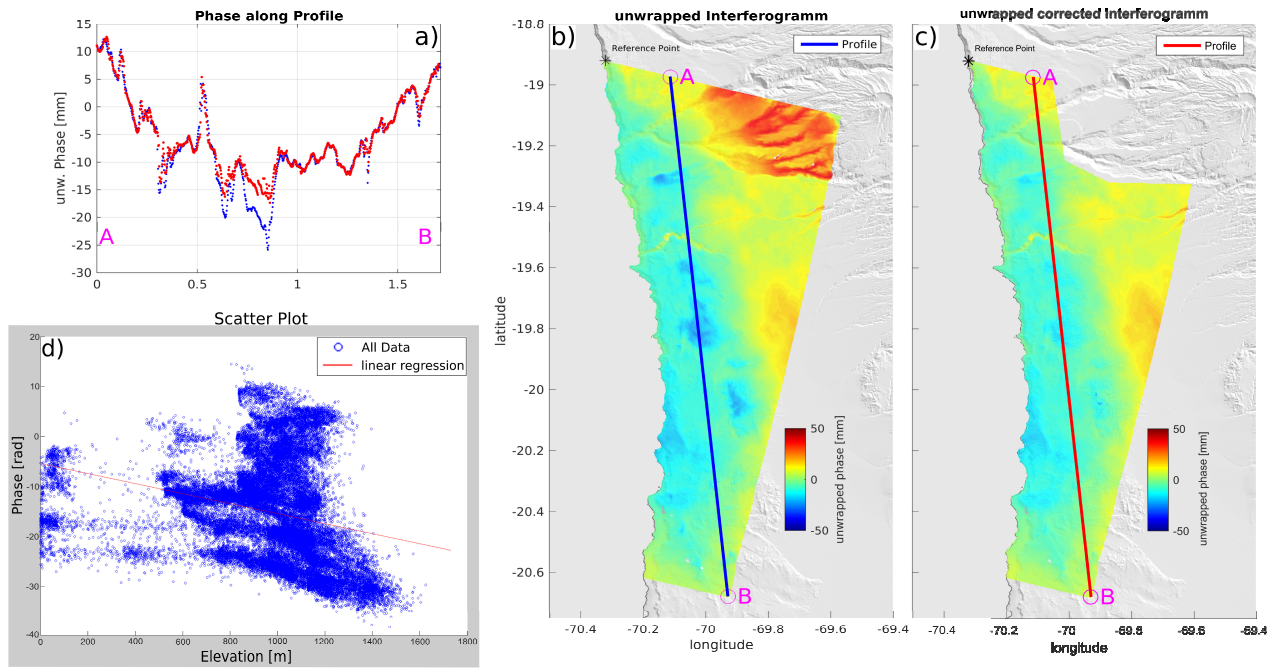 Phase along Profile
a)
15
10
5
0
-5
-10
-15
-20
-25
-30
unw. Phase [mm]
A
B
0
0.5
1
1.5
unwrapped Interferogramm
b)
Reference Point
Profile
A
B
-18.8
-19
-19.2
-19.4
-19.6
-19.8
-20
-20.2
-20.4
-20.6
latitude
50
0
-50
unwrapped phase [mm]
-70.4
-70.2
-70
-69.8
-69.6
-69.4
longitude
unwrapped corrected Interferogramm
c)
Reference Point
Profile
A
B
50
0
-50
unwrapped phase [mm]
-70.4
-70.2
-70
-69.8
-69.6
-69.4
longitude
Scatter Plot
d)
All Data
linear regression
20
10
0
-10
-20
-30
-40
Phase [rad]
0
200
400
600
800
1000
1200
1400
1600
1800
Elevation [m]